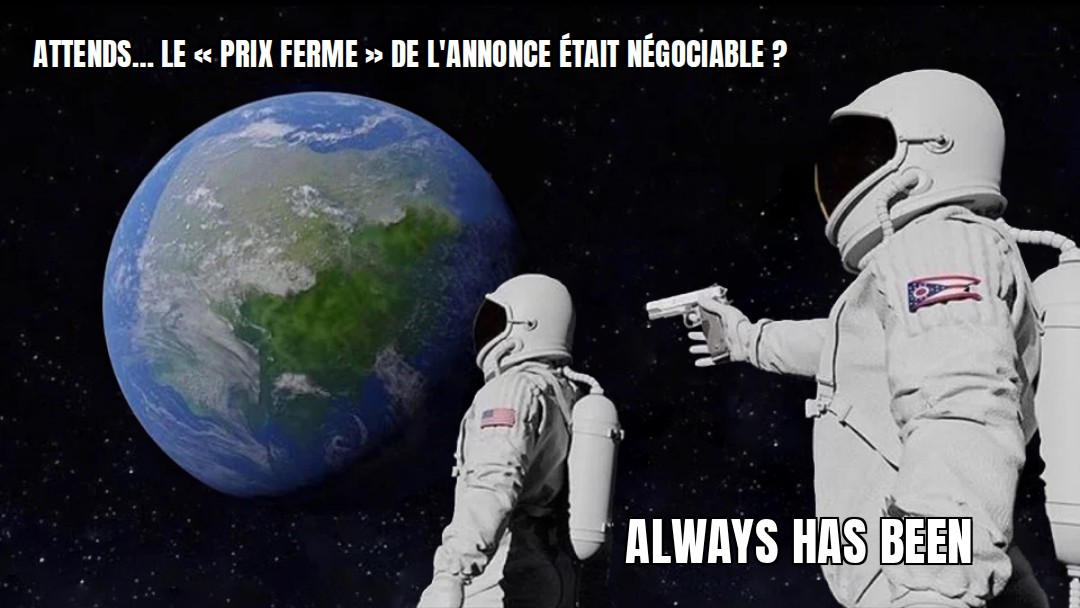 ATTENDS... LE « PRIX FERME » DE L'ANNONCE ÉTAIT NÉGOCIABLE ?
ALWAYS HAS BEEN